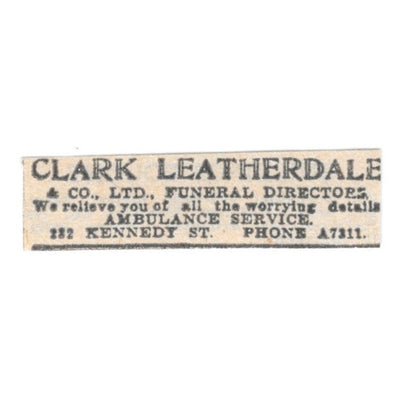 CLARK LEATHERDALE
& CO., LTD., FUNERAL DIRECTORS,
We relieve you of all the worrying details
AMBULANCE SERVICE.
232 KENNEDY ST. PHONE A7311.